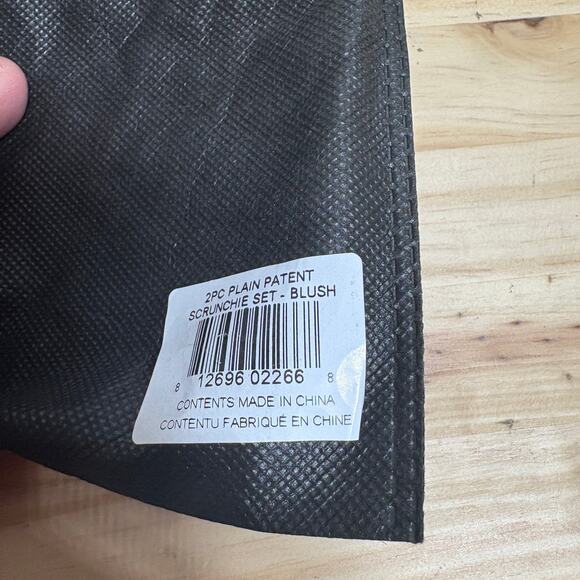 2PC PLAIN PATENT
SCRUNCHIE SET - BLUSH
8 12696 02266 8
CONTENTS MADE IN CHINA
CONTENTU FABRIQUÉ EN CHINE